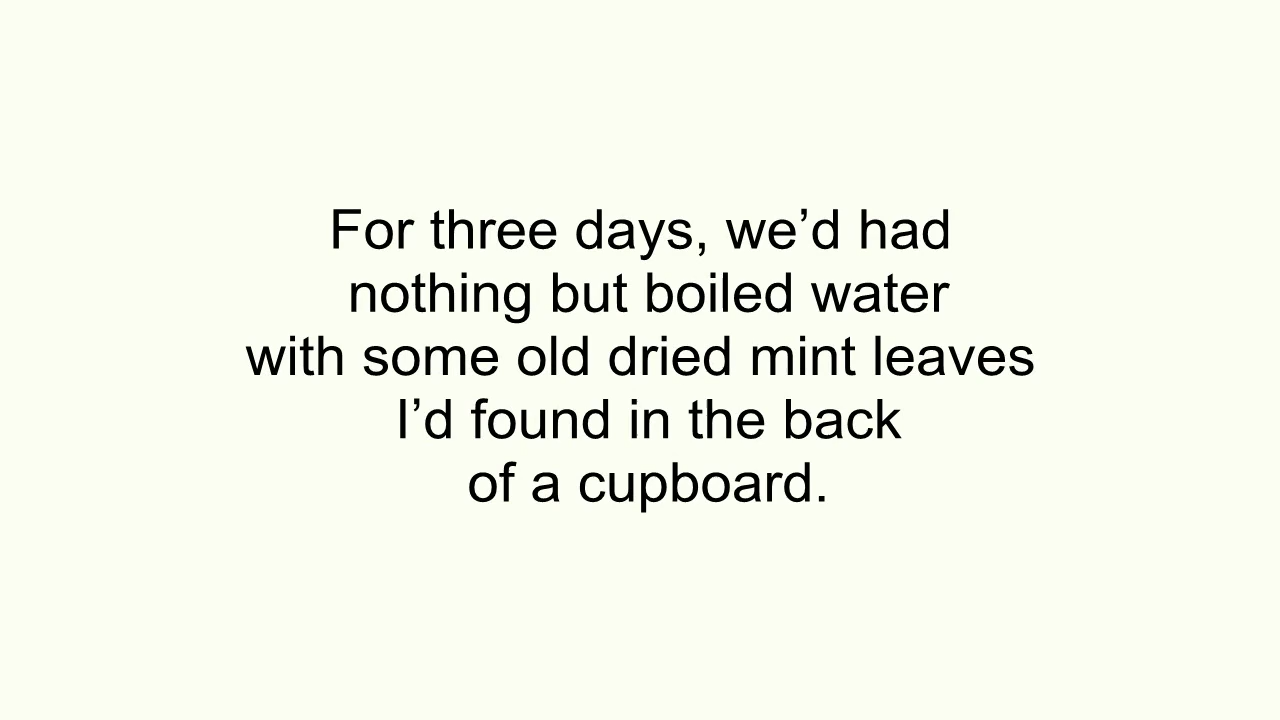 For three days, we’d had
nothing but boiled water
with some old dried mint leaves
I’d found in the back
of a cupboard.